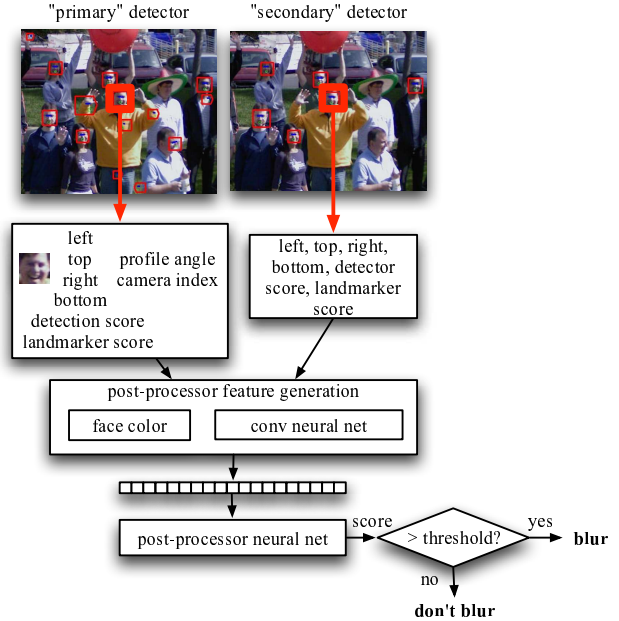 "primary" detector
"secondary" detector
left
top
right
bottom
profile angle
camera index
detection score
landmarker score
left, top, right,
bottom, detector
score, landmarker
score
post-processor feature generation
face color
conv neural net
post-processor neural net
score
> threshold?
yes
blur
no
don't blur